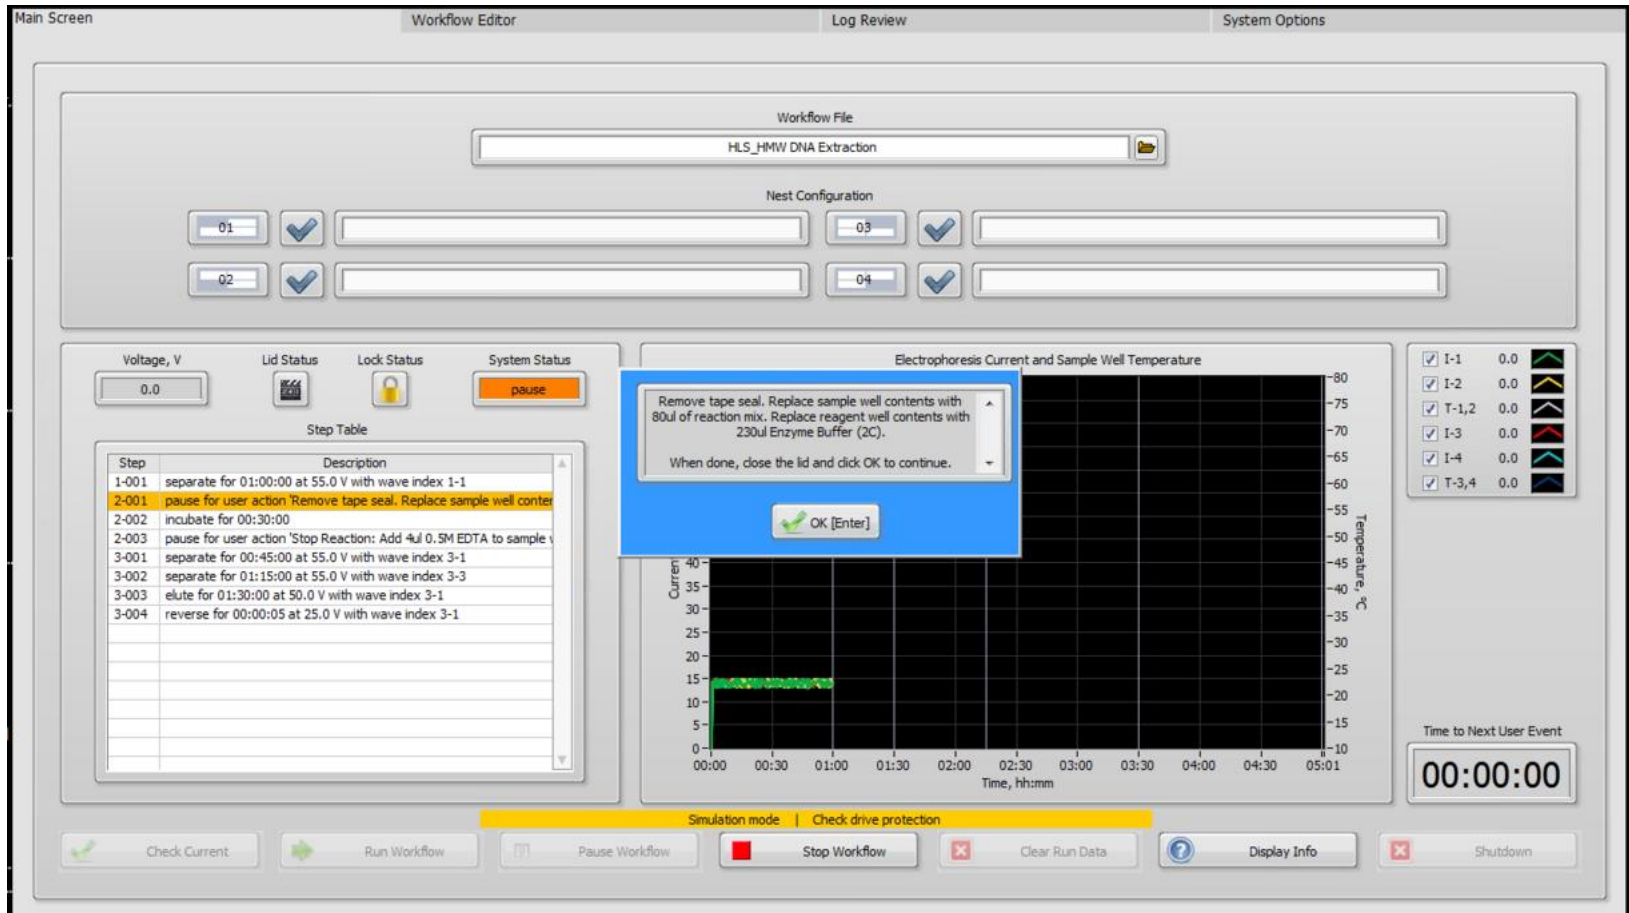 Main Screen
Workflow Editor
Log Review
System Options
Workflow File
HLS_HMW DNA Extraction
Nest Configuration
01
03
02
04
Voltage, V
Lid Status
Lock Status
System Status
0.0
pause
Step Table
Step Description
1-001 separate for 01:00:00 at 55.0 V with wave index 1-1
2-001 pause for user action 'Remove tape seal. Replace sample well conter
2-002 incubate for 00:30:00
2-003 pause for user action 'Stop Reaction: Add 4ul 0.5M EDTA to sample v
3-001 separate for 00:45:00 at 55.0 V with wave index 3-1
3-002 separate for 01:15:00 at 55.0 V with wave index 3-3
3-003 elute for 01:30:00 at 50.0 V with wave index 3-1
3-004 reverse for 00:00:05 at 25.0 V with wave index 3-1
Electrophoresis Current and Sample Well Temperature
Remove tape seal. Replace sample well contents with
80ul of reaction mix. Replace reagent well contents with
230ul Enzyme Buffer (2C).
When done, close the lid and click OK to continue.
OK [Enter]
Current
40
35
30
25
20
15
10
5
0
80
75
70
65
60
55
50
45
40
35
30
25
20
15
10
Temperature, ºC
00:00 00:30 01:00 01:30 02:00 02:30 03:00 03:30 04:00 04:30 05:01
Time, hh:mm
I-1 0.0
I-2 0.0
T-1,2 0.0
I-3 0.0
I-4 0.0
T-3,4 0.0
Time to Next User Event
00:00:00
Simulation mode | Check drive protection
Check Current
Run Workflow
Pause Workflow
Stop Workflow
Clear Run Data
Display Info
Shutdown